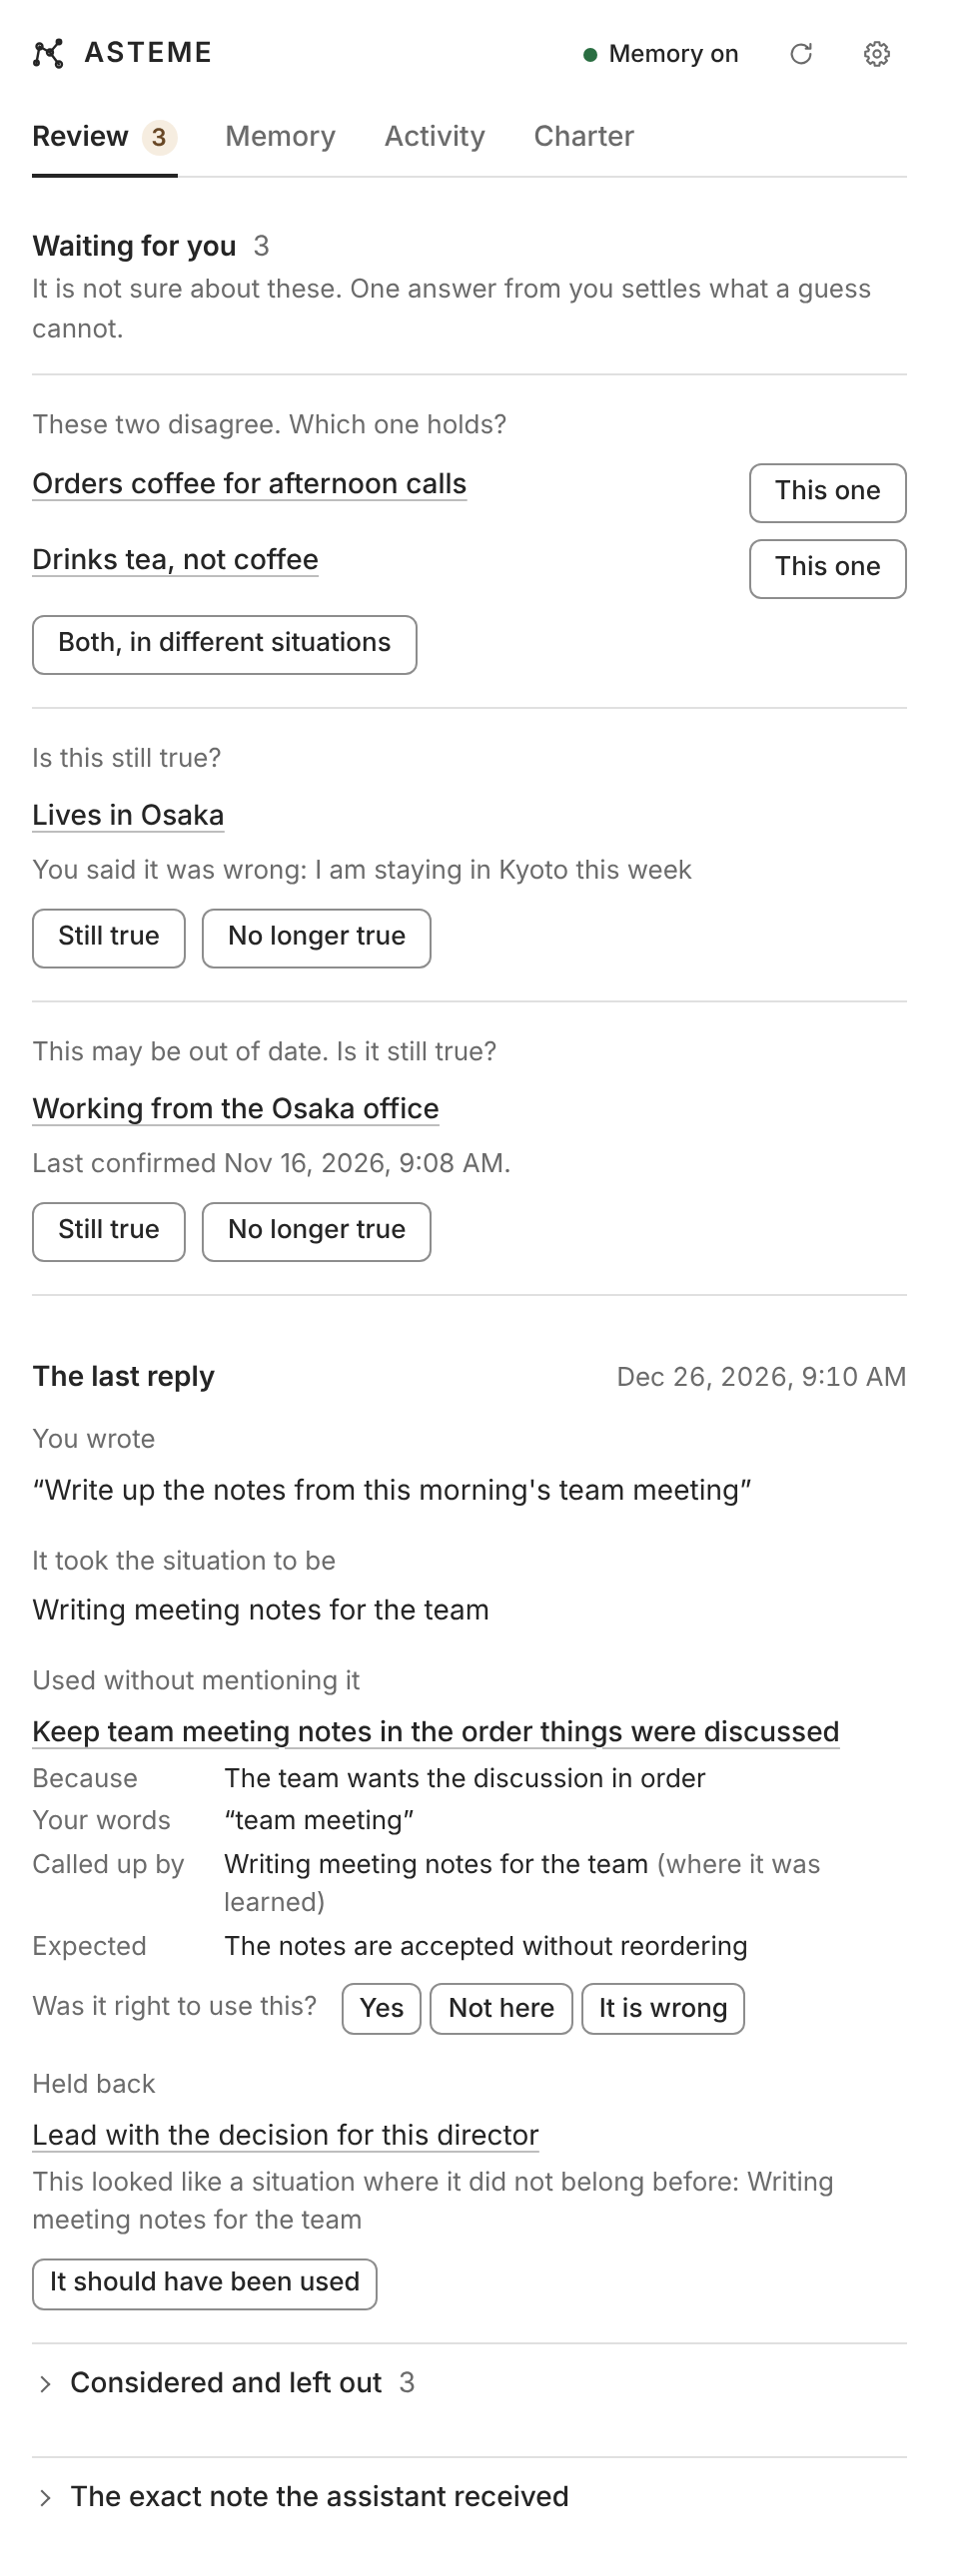 ASTEME
Memory on
Review 3 Memory Activity Charter
Waiting for you 3
It is not sure about these. One answer from you settles what a guess
cannot.
These two disagree. Which one holds?
Orders coffee for afternoon calls This one
Drinks tea, not coffee This one
Both, in different situations
Is this still true?
Lives in Osaka
You said it was wrong: I am staying in Kyoto this week
Still true No longer true
This may be out of date. Is it still true?
Working from the Osaka office
Last confirmed Nov 16, 2026, 9:08 AM.
Still true No longer true
The last reply Dec 26, 2026, 9:10 AM
You wrote
“Write up the notes from this morning's team meeting”
It took the situation to be
Writing meeting notes for the team
Used without mentioning it
Keep team meeting notes in the order things were discussed
Because The team wants the discussion in order
Your words “team meeting”
Called up by Writing meeting notes for the team (where it was
learned)
Expected The notes are accepted without reordering
Was it right to use this? Yes Not here It is wrong
Held back
Lead with the decision for this director
This looked like a situation where it did not belong before: Writing
meeting notes for the team
It should have been used
Considered and left out 3
The exact note the assistant received